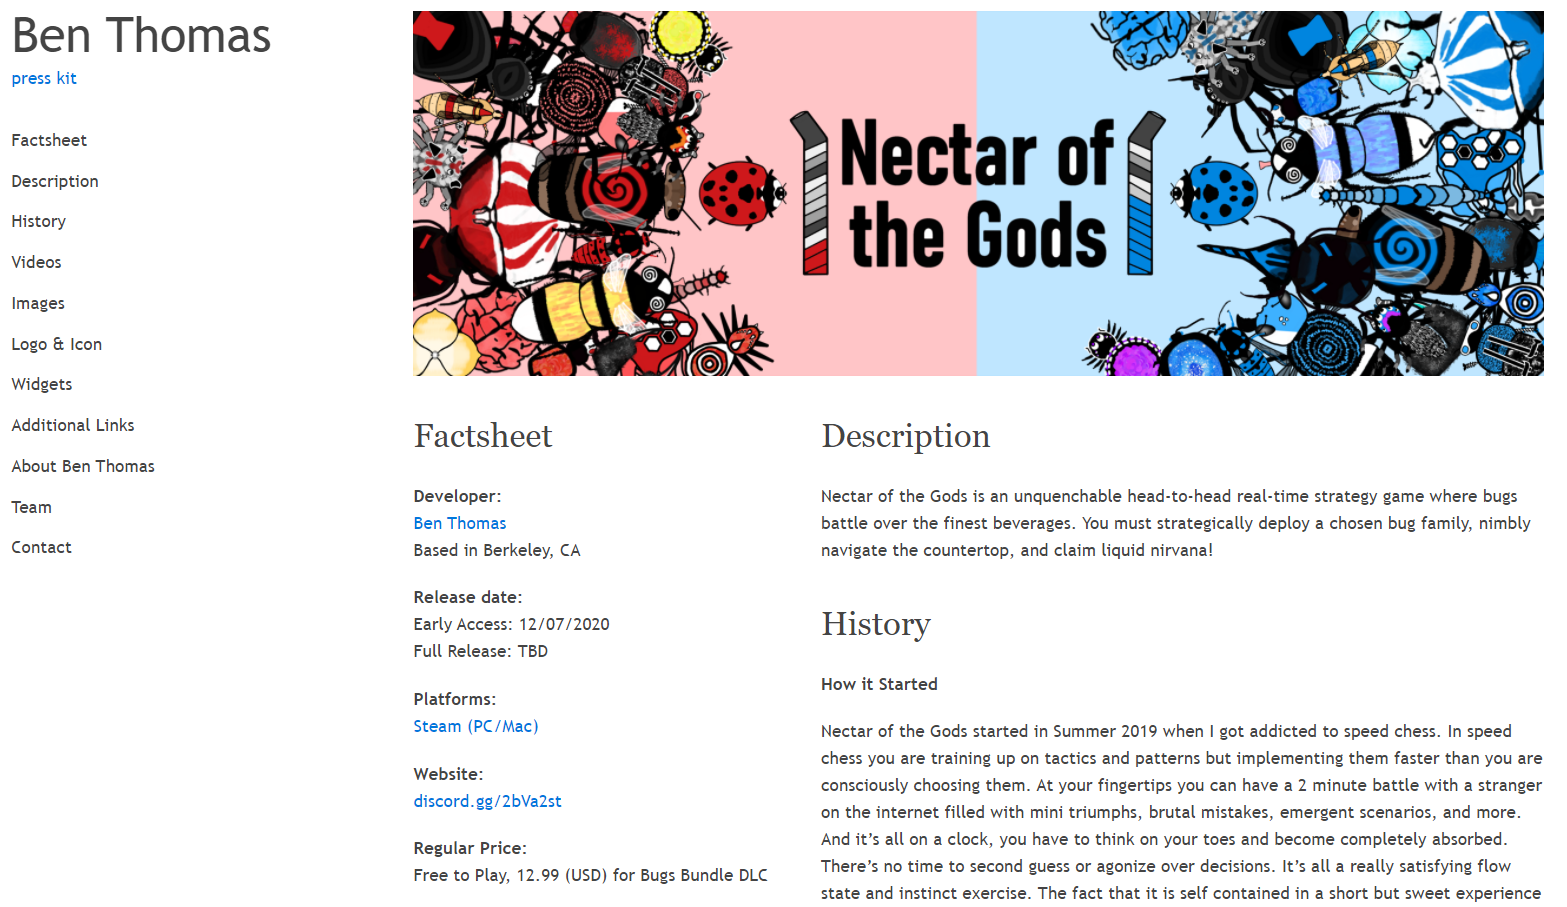 Ben Thomas
press kit
Factsheet
Description
History
Videos
Images
Logo & Icon
Widgets
Additional Links
About Ben Thomas
Team
Contact
Nectar of
the Gods
Factsheet
Developer:
Ben Thomas
Based in Berkeley, CA
Release date:
Early Access: 12/07/2020
Full Release: TBD
Platforms:
Steam (PC/Mac)
Website:
discord.gg/2bVa2st
Regular Price:
Free to Play, 12.99 (USD) for Bugs Bundle DLC
Description
Nectar of the Gods is an unquenchable head-to-head real-time strategy game where bugs
battle over the finest beverages. You must strategically deploy a chosen bug family, nimbly
navigate the countertop, and claim liquid nirvana!
History
How it Started
Nectar of the Gods started in Summer 2019 when I got addicted to speed chess. In speed
chess you are training up on tactics and patterns but implementing them faster than you are
consciously choosing them. At your fingertips you can have a 2 minute battle with a stranger
on the internet filled with mini triumphs, brutal mistakes, emergent scenarios, and more.
And it’s all on a clock, you have to think on your toes and become completely absorbed.
There’s no time to second guess or agonize over decisions. It’s all a really satisfying flow
state and instinct exercise. The fact that it is self contained in a short but sweet experience